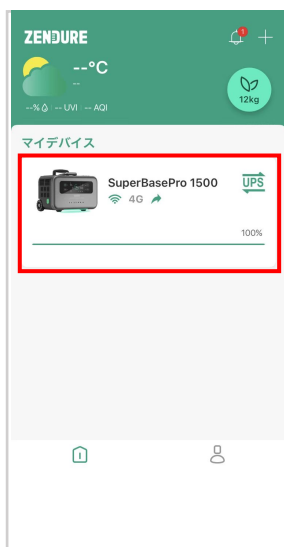 ZENDURE
--°C
--
--% UVI -- AQI
12kg
マイデバイス
SuperBasePro 1500
UPS
4G
100%